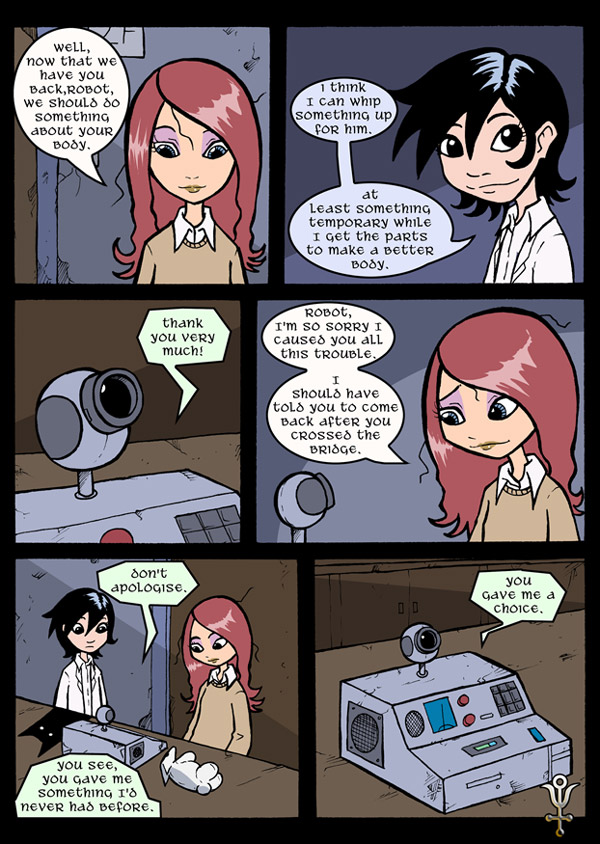 Well,
now that we
have you
back,Robot,
we should do
something
about your
body.
I think
I can whip
something up
for him.
at
least something
temporary while
I get the parts
to make a better
body.
thank
you very
much!
Robot,
I'm so sorry I
caused you all
this trouble.
I
should have
told you to come
back after you
crossed the
bridge.
don't
apologise.
you see,
you gave me
something I'd
never had before.
you
gave me a
choice.